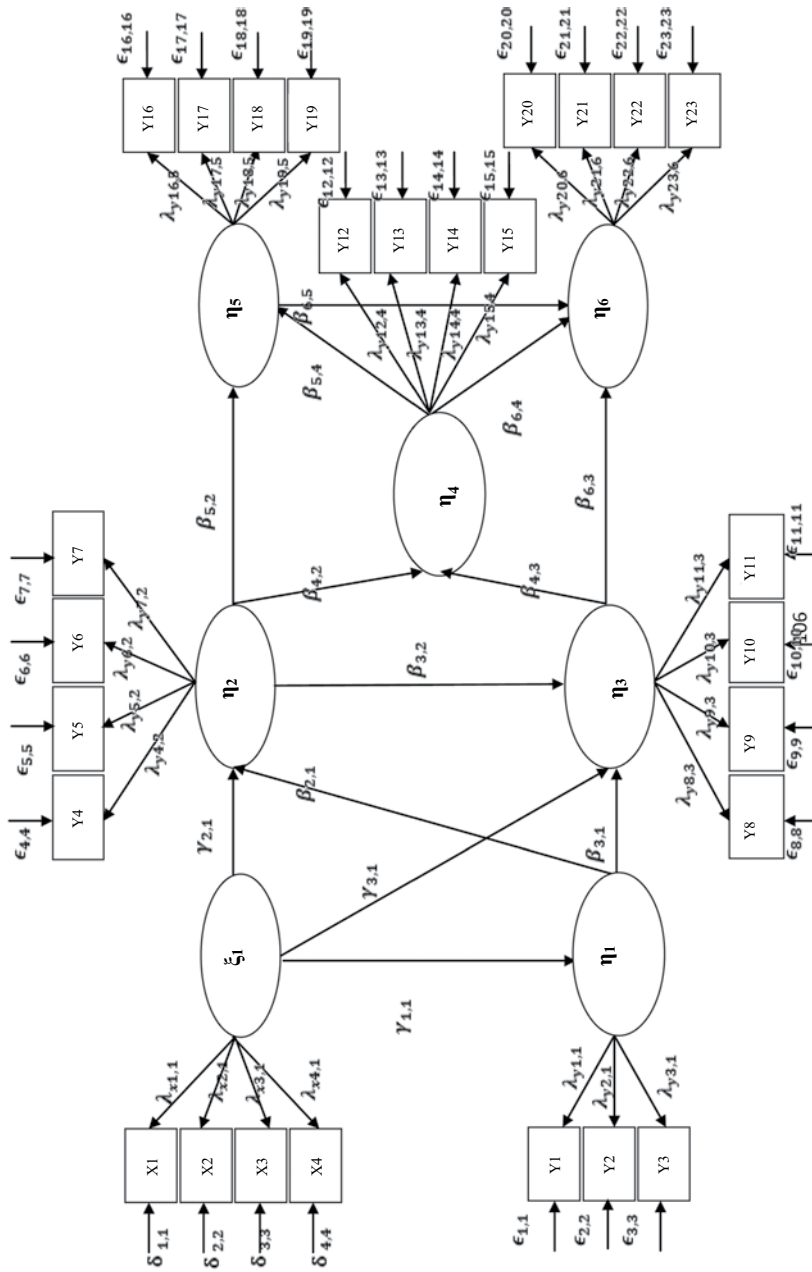 δ 1,1
δ 2,2
δ 3,3
δ 4,4
X1
X2
X3
X4
λx1,1
λx2,1
λx3,1
λx4,1
ξ1
ϵ1,1
ϵ2,2
ϵ3,3
Y1
Y2
Y3
λy1,1
λy2,1
λy3,1
η1
γ1,1
γ2,1
γ3,1
β2,1
β3,1
ϵ4,4
ϵ5,5
ϵ6,6
ϵ7,7
Y4
Y5
Y6
Y7
λy4,2
λy5,2
λy6,2
λy7,2
η2
β3,2
η3
λy8,3
λy9,3
λy10,3
λy11,3
Y8
Y9
Y10
Y11
ϵ8,8
ϵ9,9
ϵ10,10
ϵ11,11
106
β4,2
β4,3
β5,2
β6,3
η4
β5,4
β6,4
β6,5
λy12,4
λy13,4
λy14,4
λy15,4
Y12
Y13
Y14
Y15
ϵ12,12
ϵ13,13
ϵ14,14
ϵ15,15
η5
λy16,5
λy17,5
λy18,5
λy19,5
Y16
Y17
Y18
Y19
ϵ16,16
ϵ17,17
ϵ18,18
ϵ19,19
η6
λy20,6
λy21,6
λy22,6
λy23,6
Y20
Y21
Y22
Y23
ϵ20,20
ϵ21,21
ϵ22,22
ϵ23,23